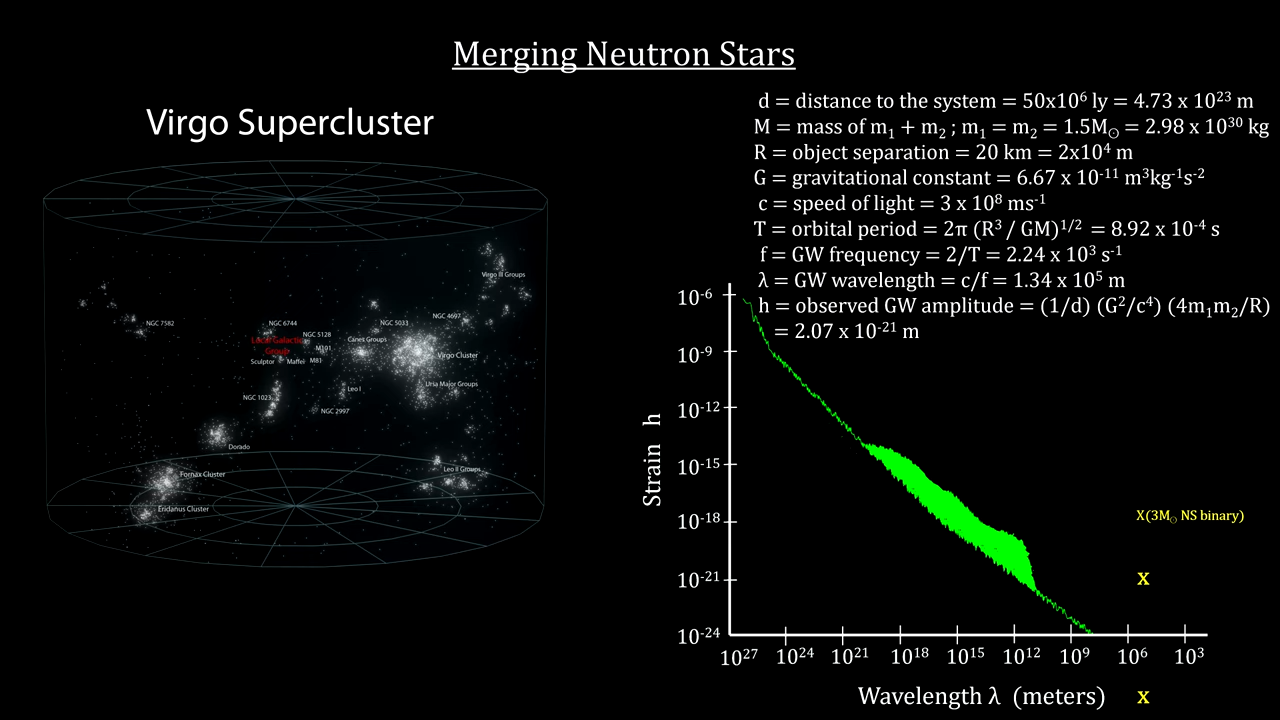 Merging Neutron Stars
Virgo Supercluster
d = distance to the system = 50x10⁶ ly = 4.73 x 10²³ m
M = mass of m₁ + m₂ ; m₁ = m₂ = 1.5M☉ = 2.98 x 10³⁰ kg
R = object separation = 20 km = 2x10⁴ m
G = gravitational constant = 6.67 x 10⁻¹¹ m³kg⁻¹s⁻²
c = speed of light = 3 x 10⁸ ms⁻¹
T = orbital period = 2π (R³ / GM)¹ᐟ² = 8.92 x 10⁻⁴ s
f = GW frequency = 2/T = 2.24 x 10³ s⁻¹
λ = GW wavelength = c/f = 1.34 x 10⁵ m
h = observed GW amplitude = (1/d) (G²/c⁴) (4m₁m₂/R)
= 2.07 x 10⁻²¹ m
Virgo III Groups
NGC 7582
NGC 6744
NGC 5033
NGC 4697
NGC 5128
Local Galactic
Group
M101
Canes Groups
Virgo Cluster
Sculptor
Maffei
M81
Ursa Major Groups
Leo I
NGC 1023
NGC 2997
Dorado
Leo II Groups
Fornax Cluster
Eridanus Cluster
Strain h
10⁻⁶
10⁻⁹
10⁻¹²
10⁻¹⁵
10⁻¹⁸
10⁻²¹
10⁻²⁴
X(3M☉ NS binary)
X
10²⁷ 10²⁴ 10²¹ 10¹⁸ 10¹⁵ 10¹² 10⁹ 10⁶ 10³
Wavelength λ (meters)
X